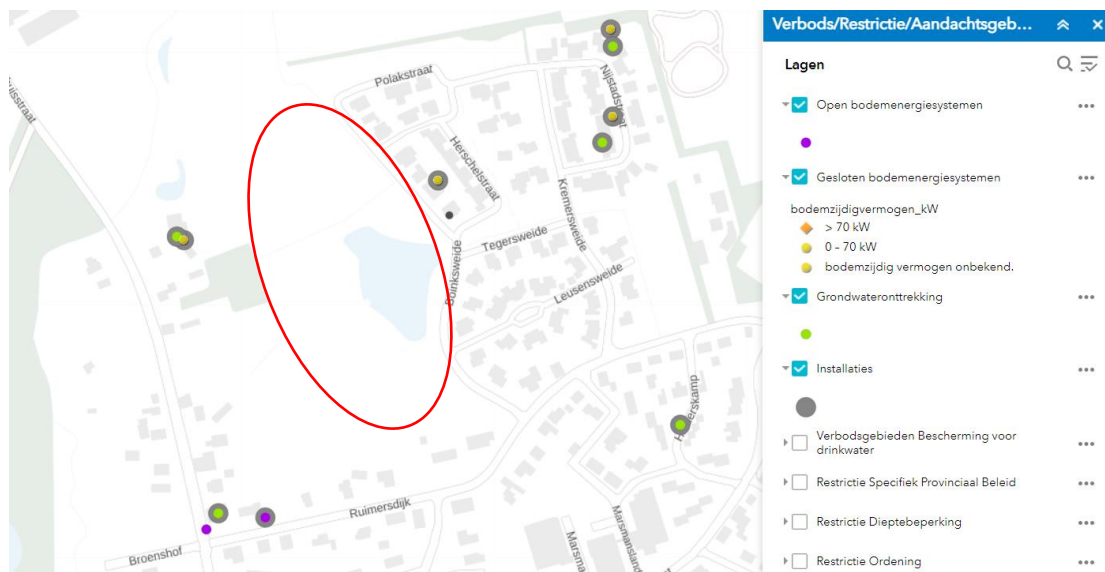 Verbods/Restrictie/Aandachtsgeb...
Lagen
Open bodemenergiesystemen
Gesloten bodemenergiesystemen
bodemzijdigvermogen_kW
> 70 kW
0 - 70 kW
bodemzijdig vermogen onbekend.
Grondwateronttrekking
Installaties
Verbodsgebieden Bescherming voor
drinkwater
Restrictie Specifiek Provinciaal Beleid
Restrictie Dieptebeperking
Restrictie Ordening
Polakstraat
Nijstadstraat
Herschelstraat
Kremersweide
Tegersweide
Leusensweide
Ruimersdijk
Broenshof